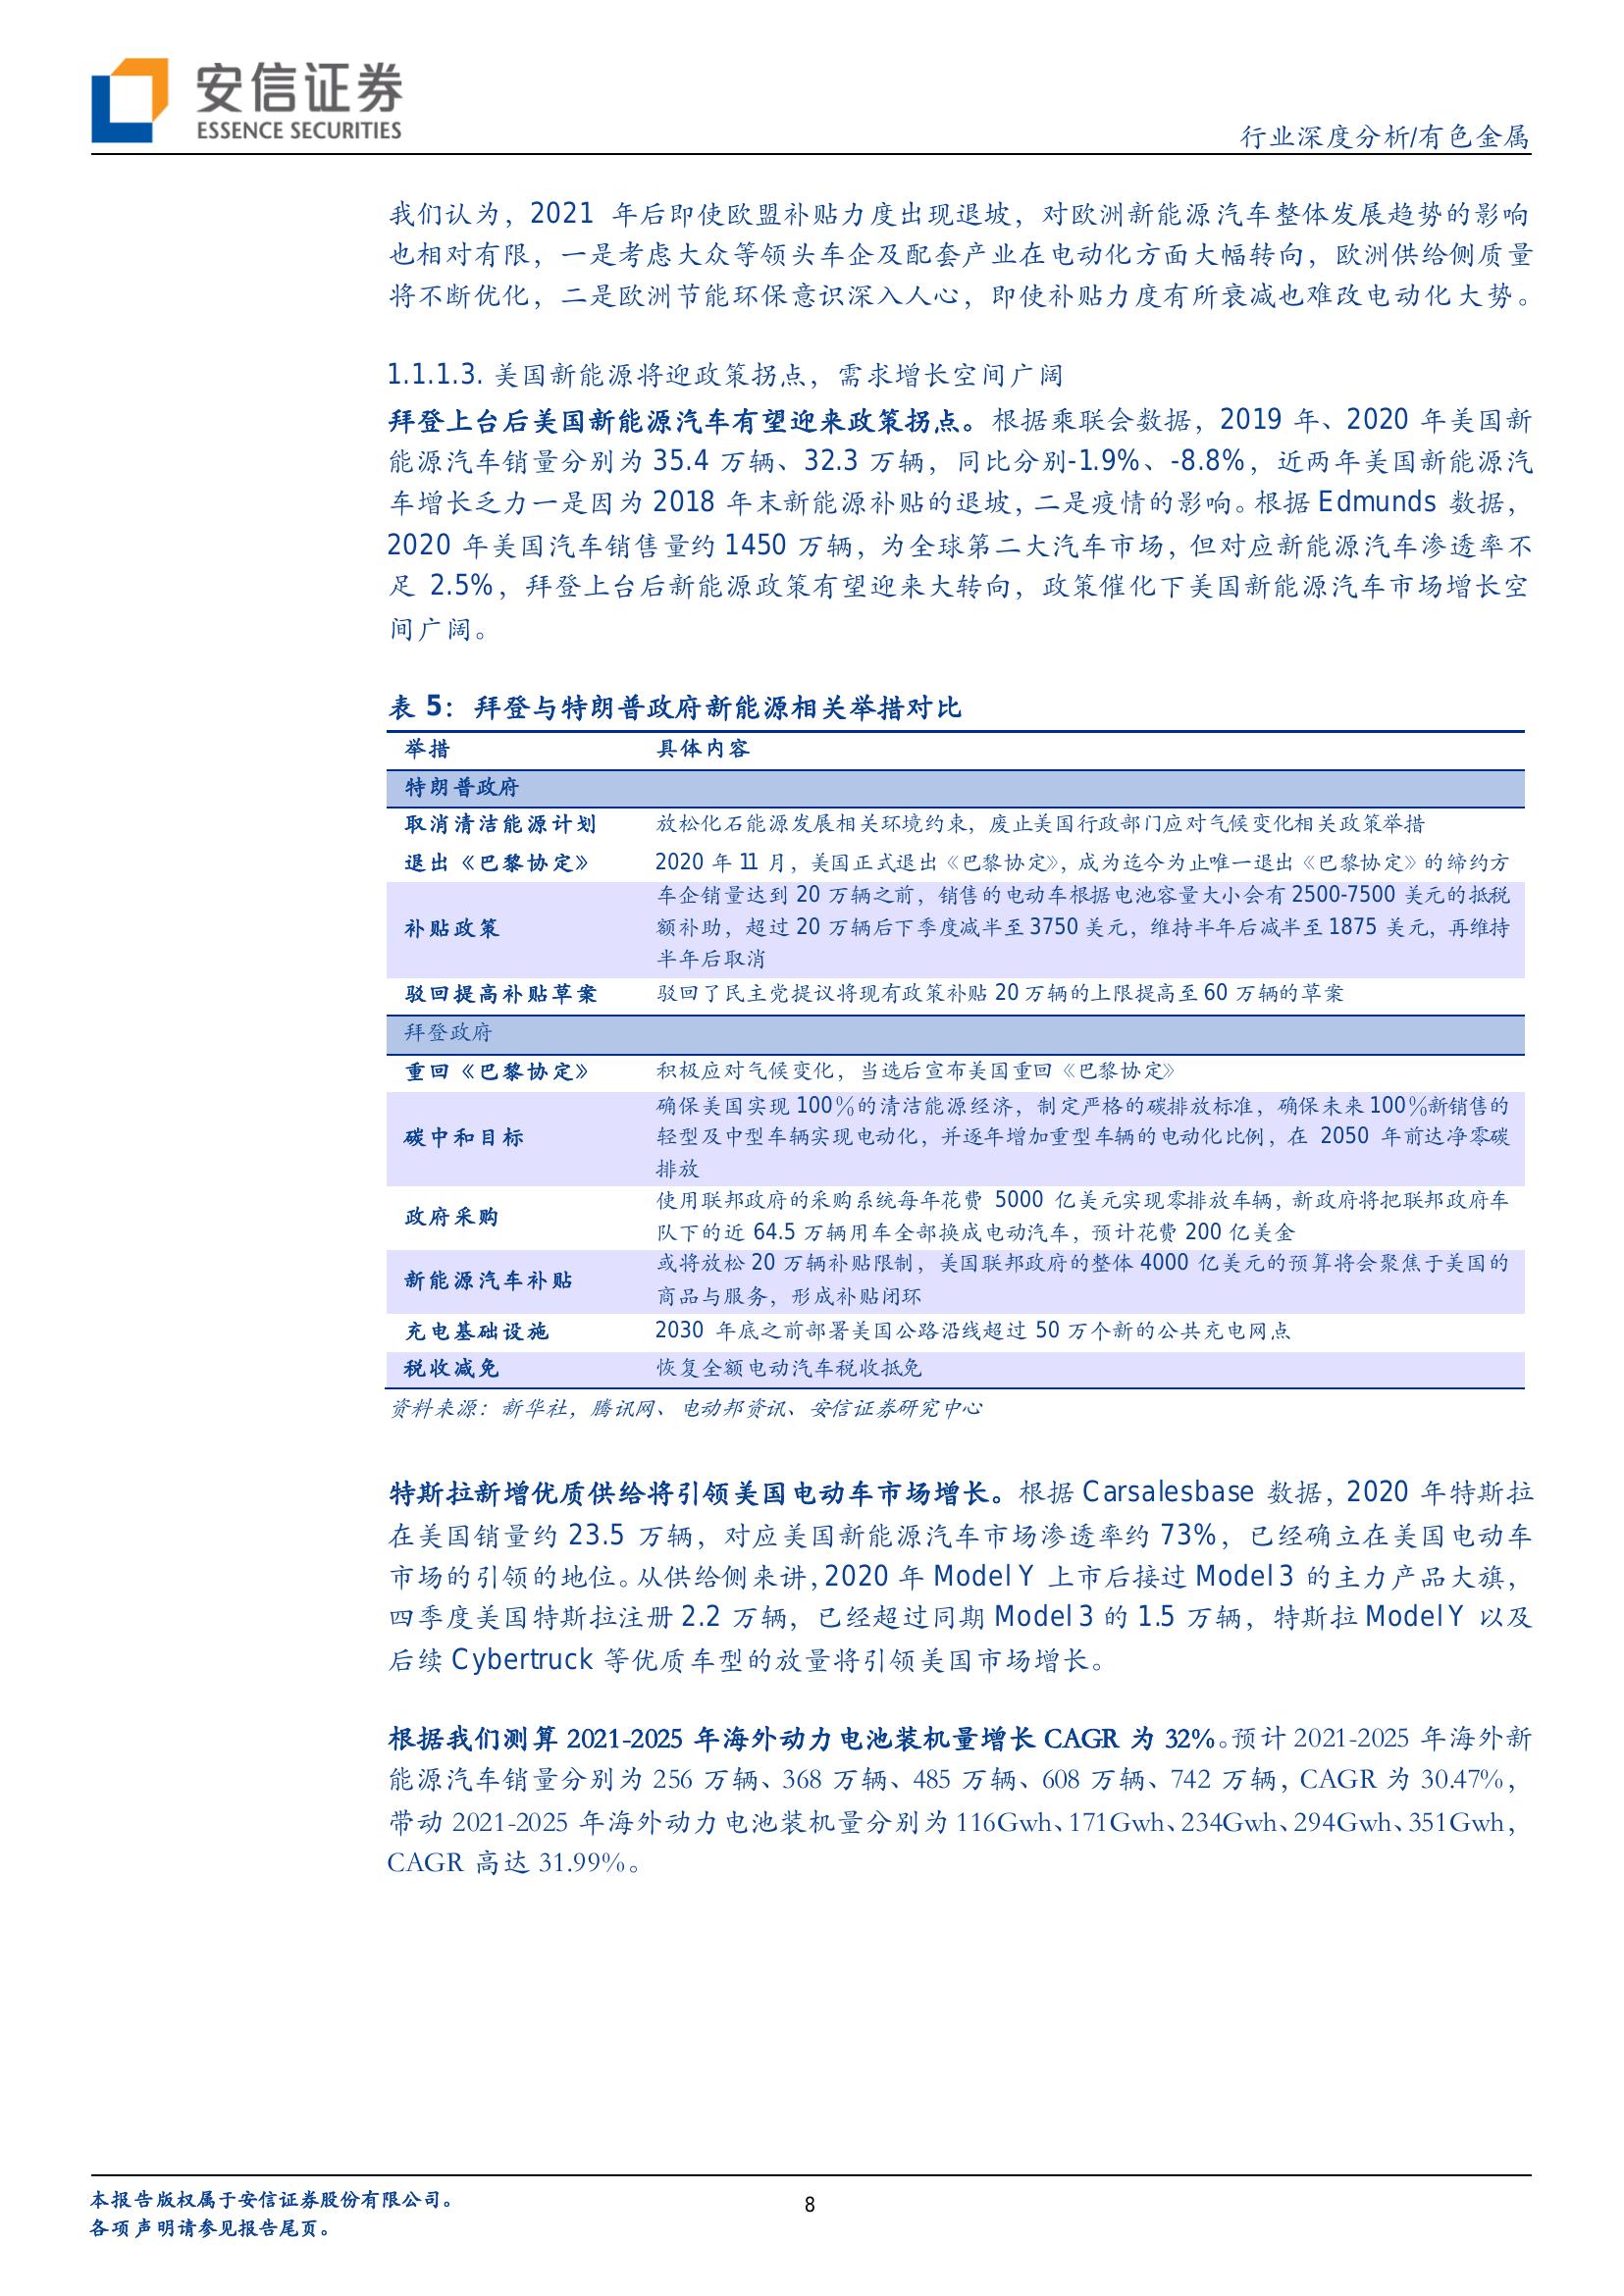 安信证券
ESSENCE SECURITIES
行业深度分析/有色金属
我们认为，2021 年后即使欧盟补贴力度出现退坡，对欧洲新能源汽车整体发展趋势的影响
也相对有限，一是考虑大众等领头车企及配套产业在电动化方面大幅转向，欧洲供给侧质量
将不断优化，二是欧洲节能环保意识深入人心，即使补贴力度有所衰减也难改电动化大势。
1.1.1.3. 美国新能源将迎政策拐点，需求增长空间广阔
拜登上台后美国新能源汽车有望迎来政策拐点。根据乘联会数据，2019 年、2020 年美国新
能源汽车销量分别为 35.4 万辆、32.3 万辆，同比分别-1.9%、-8.8%，近两年美国新能源汽
车增长乏力一是因为 2018 年末新能源补贴的退坡，二是疫情的影响。根据 Edmunds 数据，
2020 年美国汽车销售量约 1450 万辆，为全球第二大汽车市场，但对应新能源汽车渗透率不
足 2.5%，拜登上台后新能源政策有望迎来大转向，政策催化下美国新能源汽车市场增长空
间广阔。
表 5：拜登与特朗普政府新能源相关举措对比
举措 具体内容
特朗普政府
取消清洁能源计划 放松化石能源发展相关环境约束，废止美国行政部门应对气候变化相关政策举措
退出《巴黎协定》 2020 年 11 月，美国正式退出《巴黎协定》，成为迄今为止唯一退出《巴黎协定》的缔约方
补贴政策 车企销量达到 20 万辆之前，销售的电动车根据电池容量大小会有 2500-7500 美元的抵税
额补助，超过 20 万辆后下季度减半至 3750 美元，维持半年后减半至 1875 美元，再维持
半年后取消
驳回提高补贴草案 驳回了民主党提议将现有政策补贴 20 万辆的上限提高至 60 万辆的草案
拜登政府
重回《巴黎协定》 积极应对气候变化，当选后宣布美国重回《巴黎协定》
碳中和目标 确保美国实现 100%的清洁能源经济，制定严格的碳排放标准，确保未来 100%新销售的
轻型及中型车辆实现电动化，并逐年增加重型车辆的电动化比例，在 2050 年前达净零碳
排放
政府采购 使用联邦政府的采购系统每年花费 5000 亿美元实现零排放车辆，新政府将把联邦政府车
队下的近 64.5 万辆用车全部换成电动汽车，预计花费 200 亿美金
新能源汽车补贴 或将放松 20 万辆补贴限制，美国联邦政府的整体 4000 亿美元的预算将会聚焦于美国的
商品与服务，形成补贴闭环
充电基础设施 2030 年底之前部署美国公路沿线超过 50 万个新的公共充电网点
税收减免 恢复全额电动汽车税收抵免
资料来源：新华社，腾讯网、电动邦资讯、安信证券研究中心
特斯拉新增优质供给将引领美国电动车市场增长。根据 Carsalesbase 数据，2020 年特斯拉
在美国销量约 23.5 万辆，对应美国新能源汽车市场渗透率约 73%，已经确立在美国电动车
市场的引领的地位。从供给侧来讲，2020 年 Model Y 上市后接过 Model 3 的主力产品大旗，
四季度美国特斯拉注册 2.2 万辆，已经超过同期 Model 3 的 1.5 万辆，特斯拉 Model Y 以及
后续 Cybertruck 等优质车型的放量将引领美国市场增长。
根据我们测算 2021-2025 年海外动力电池装机量增长 CAGR 为 32%。预计 2021-2025 年海外新
能源汽车销量分别为 256 万辆、368 万辆、485 万辆、608 万辆、742 万辆，CAGR 为 30.47%，
带动 2021-2025 年海外动力电池装机量分别为 116Gwh、171Gwh、234Gwh、294Gwh、351Gwh，
CAGR 高达 31.99%。
本报告版权属于安信证券股份有限公司。
各项声明请参见报告尾页。
8